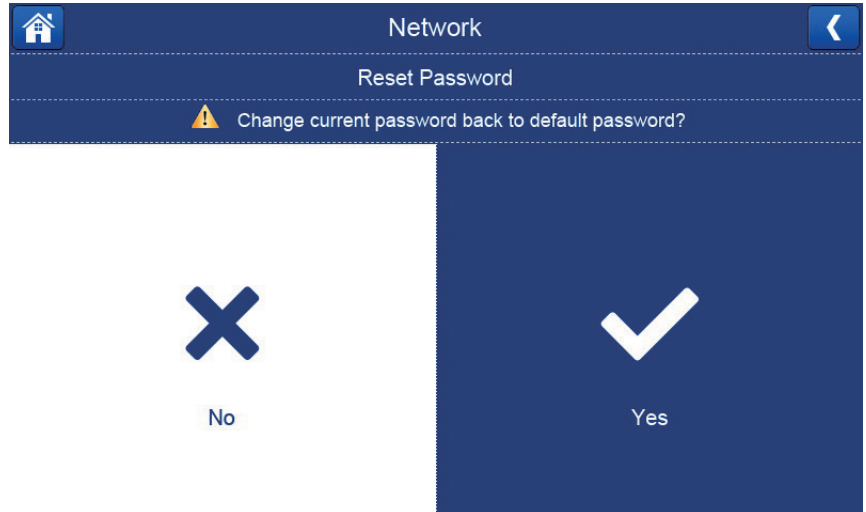 Network
Reset Password
Change current password back to default password?
No
Yes